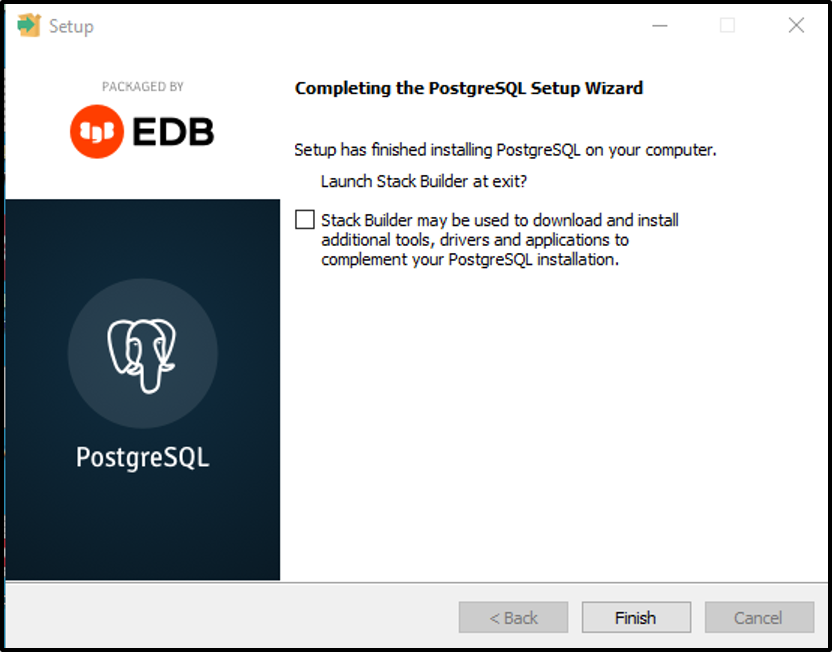 Setup
PACKAGED BY
EDB
Completing the PostgreSQL Setup Wizard
Setup has finished installing PostgreSQL on your computer.
Launch Stack Builder at exit?
Stack Builder may be used to download and install
additional tools, drivers and applications to
complement your PostgreSQL installation.
PostgreSQL
< Back
Finish
Cancel